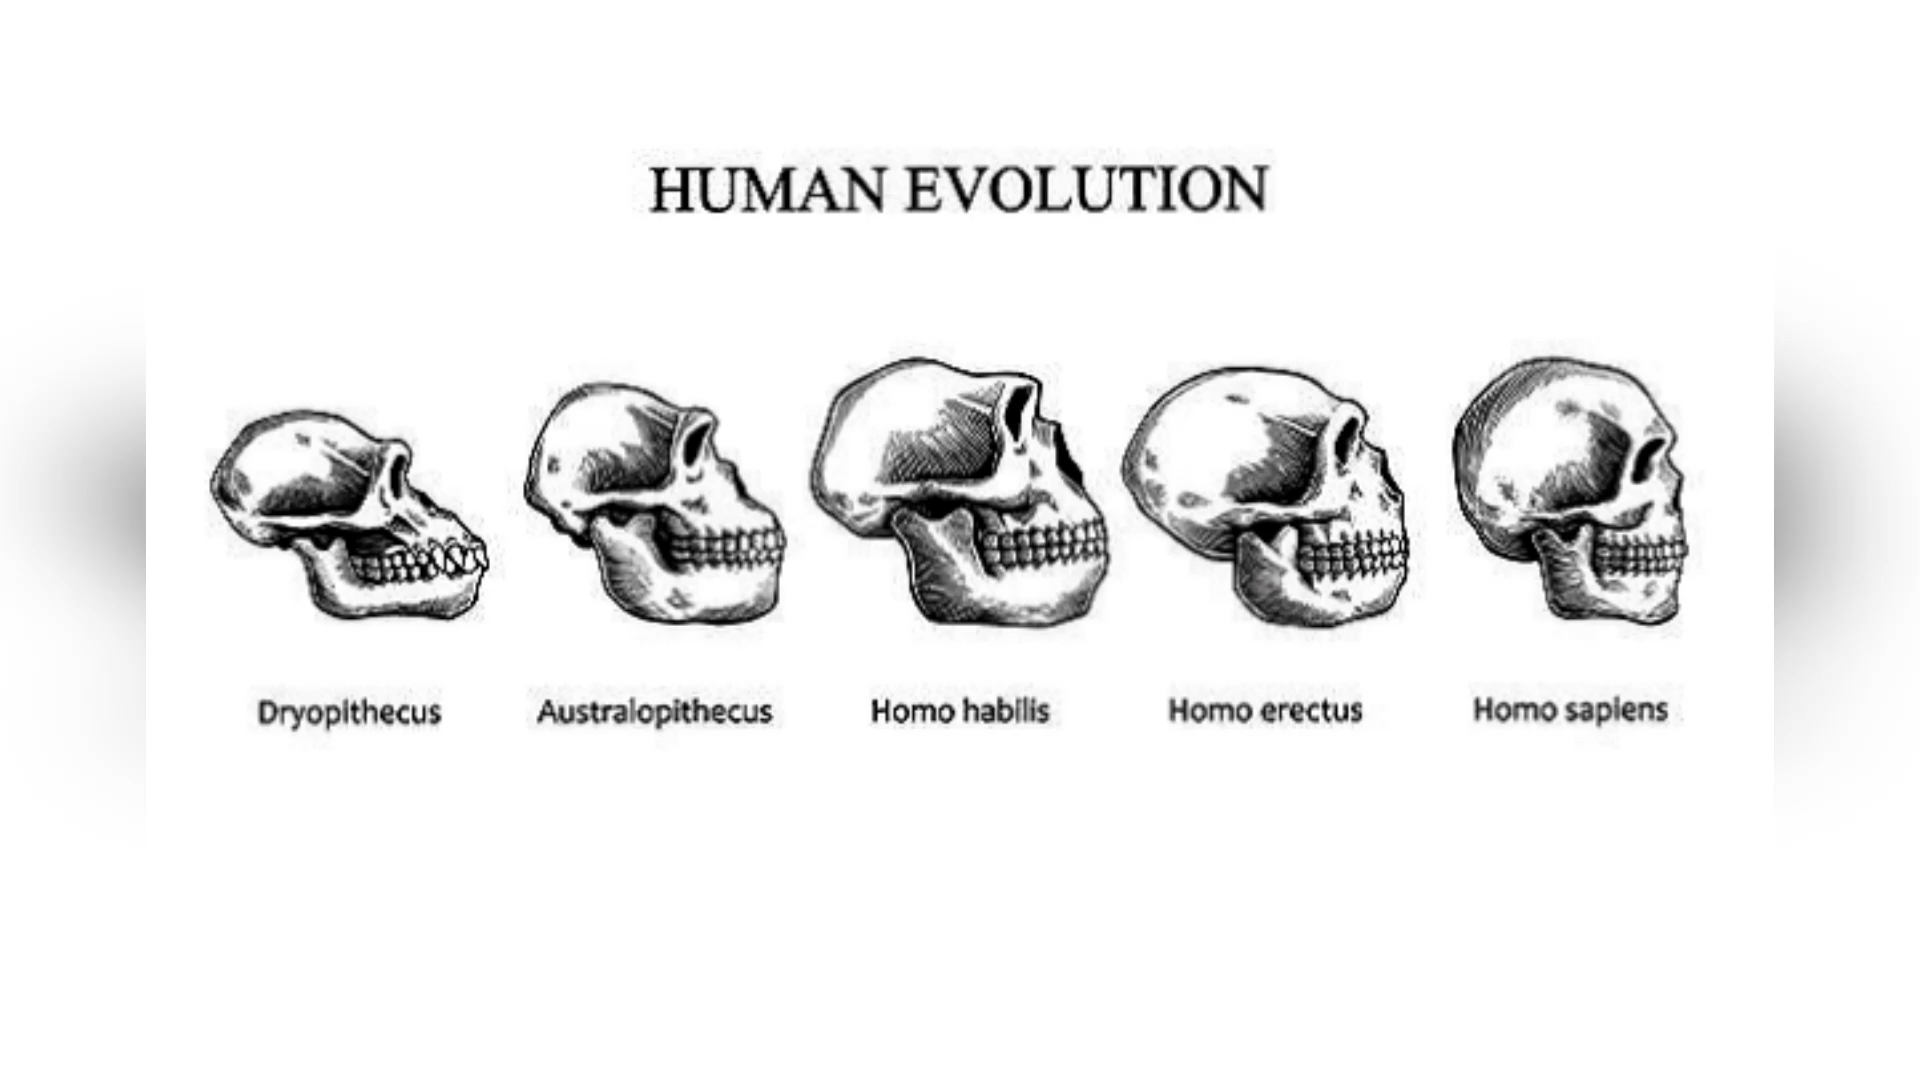 HUMAN EVOLUTION
Dryopithecus
Australopithecus
Homo habilis
Homo erectus
Homo sapiens